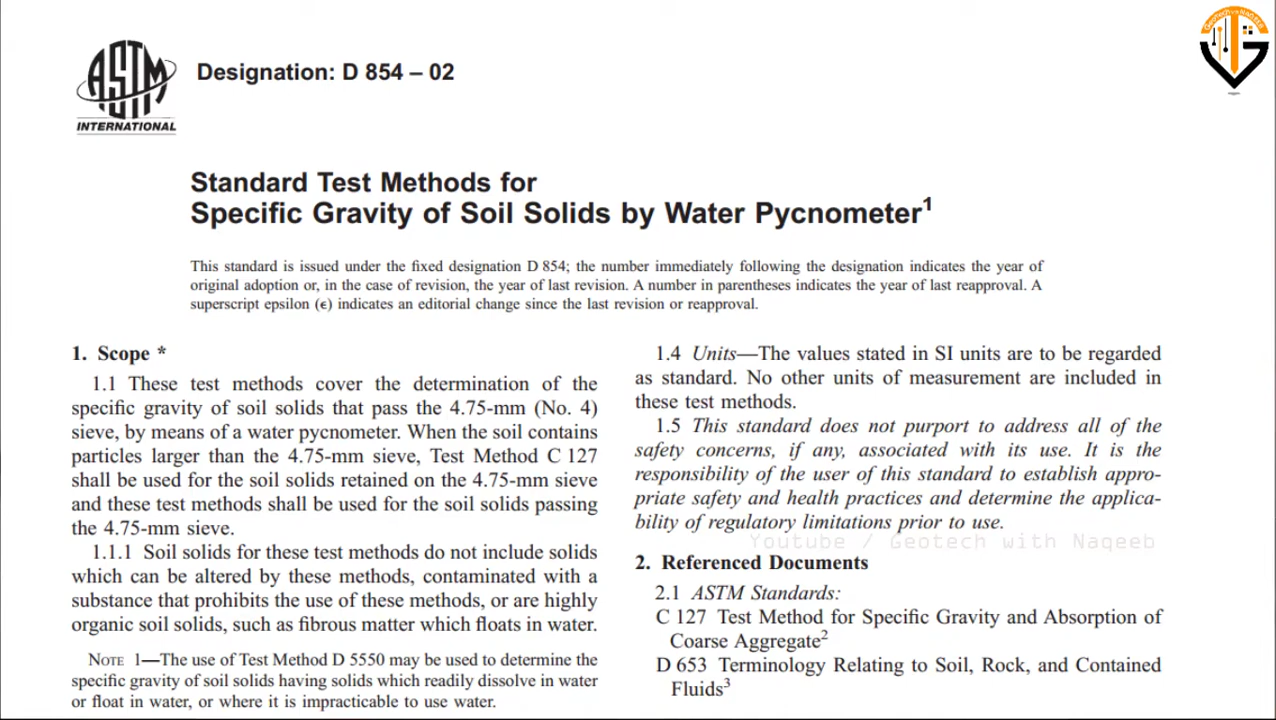 Geotech with Naqeeb
ASTM
INTERNATIONAL
Designation: D 854 – 02
Standard Test Methods for
Specific Gravity of Soil Solids by Water Pycnometer1
This standard is issued under the fixed designation D 854; the number immediately following the designation indicates the year of
original adoption or, in the case of revision, the year of last revision. A number in parentheses indicates the year of last reapproval. A
superscript epsilon (ϵ) indicates an editorial change since the last revision or reapproval.
1. Scope *
1.1 These test methods cover the determination of the
specific gravity of soil solids that pass the 4.75-mm (No. 4)
sieve, by means of a water pycnometer. When the soil contains
particles larger than the 4.75-mm sieve, Test Method C 127
shall be used for the soil solids retained on the 4.75-mm sieve
and these test methods shall be used for the soil solids passing
the 4.75-mm sieve.
1.1.1 Soil solids for these test methods do not include solids
which can be altered by these methods, contaminated with a
substance that prohibits the use of these methods, or are highly
organic soil solids, such as fibrous matter which floats in water.
NOTE 1—The use of Test Method D 5550 may be used to determine the
specific gravity of soil solids having solids which readily dissolve in water
or float in water, or where it is impracticable to use water.
1.4 Units—The values stated in SI units are to be regarded
as standard. No other units of measurement are included in
these test methods.
1.5 This standard does not purport to address all of the
safety concerns, if any, associated with its use. It is the
responsibility of the user of this standard to establish appro-
priate safety and health practices and determine the applica-
bility of regulatory limitations prior to use.
Youtube / Geotech with Naqeeb
2. Referenced Documents
2.1 ASTM Standards:
C 127 Test Method for Specific Gravity and Absorption of
Coarse Aggregate2
D 653 Terminology Relating to Soil, Rock, and Contained
Fluids3